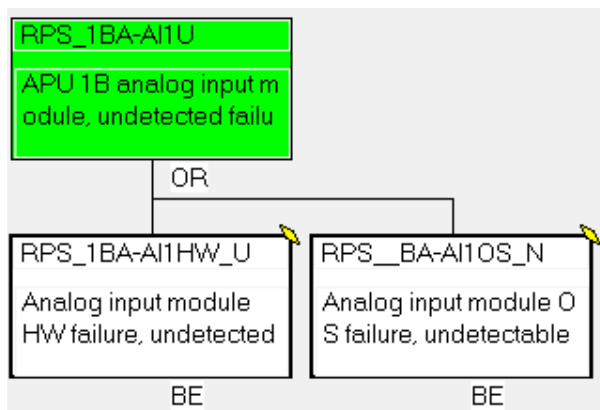 RPS_1BA-AI1U
APU 1B analog input m
odule, undetected failu
OR
RPS_1BA-AI1HW_U
Analog input module
HW failure, undetected
BE
RPS__BA-AI1OS_N
Analog input module O
S failure, undetectable
BE